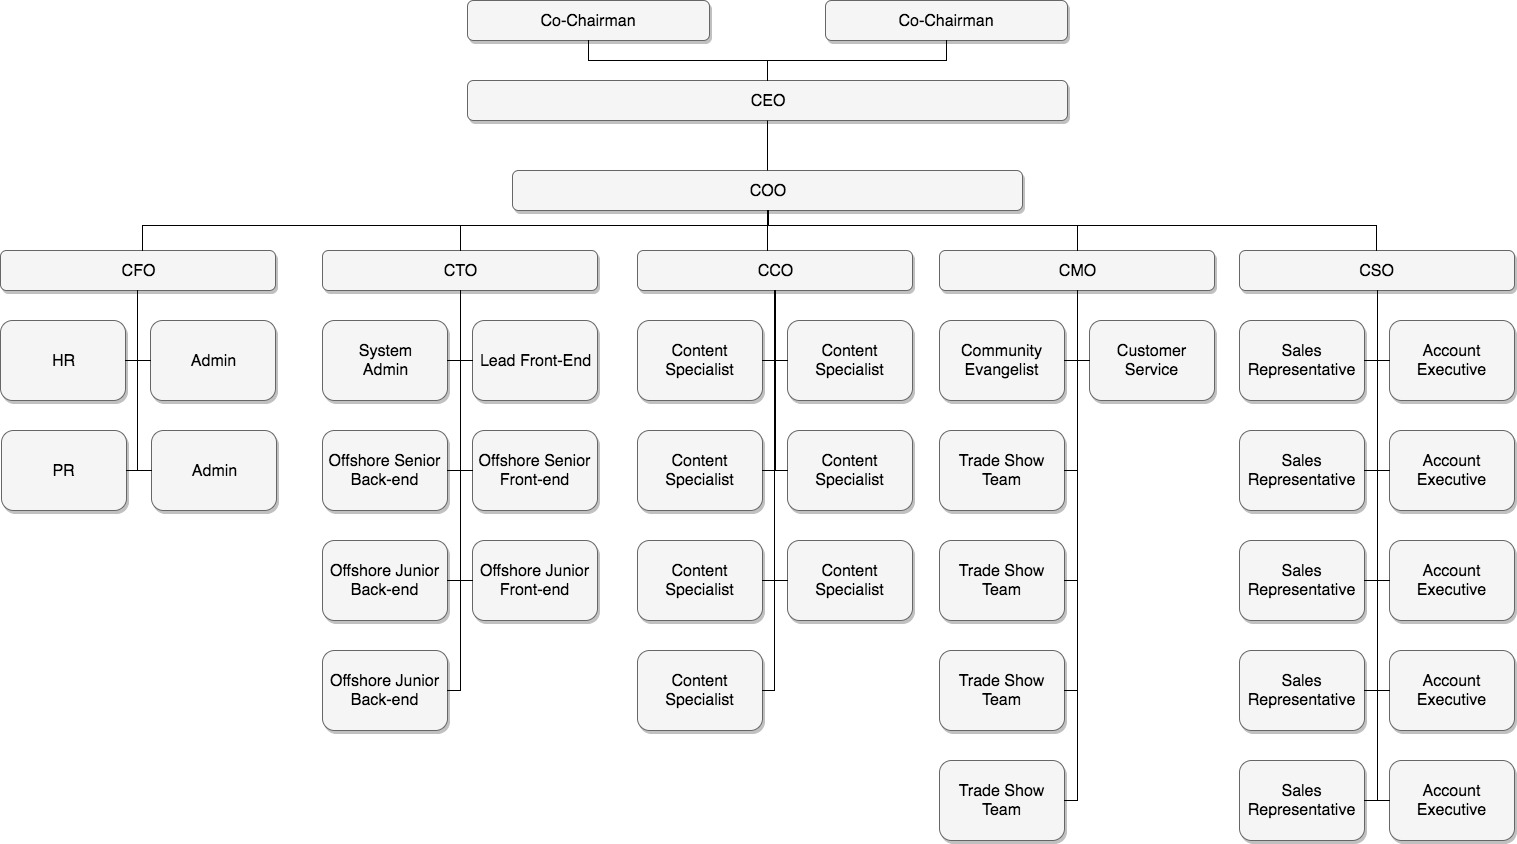 Co-Chairman
Co-Chairman
CEO
COO
CFO
CTO
CCO
CMO
CSO
HR
Admin
PR
Admin
System
Admin
Lead Front-End
Offshore Senior
Back-end
Offshore Senior
Front-end
Offshore Junior
Back-end
Offshore Junior
Front-end
Offshore Junior
Back-end
Content
Specialist
Content
Specialist
Content
Specialist
Content
Specialist
Content
Specialist
Content
Specialist
Content
Specialist
Community
Evangelist
Customer
Service
Trade Show
Team
Trade Show
Team
Trade Show
Team
Trade Show
Team
Sales
Representative
Account
Executive
Sales
Representative
Account
Executive
Sales
Representative
Account
Executive
Sales
Representative
Account
Executive
Sales
Representative
Account
Executive